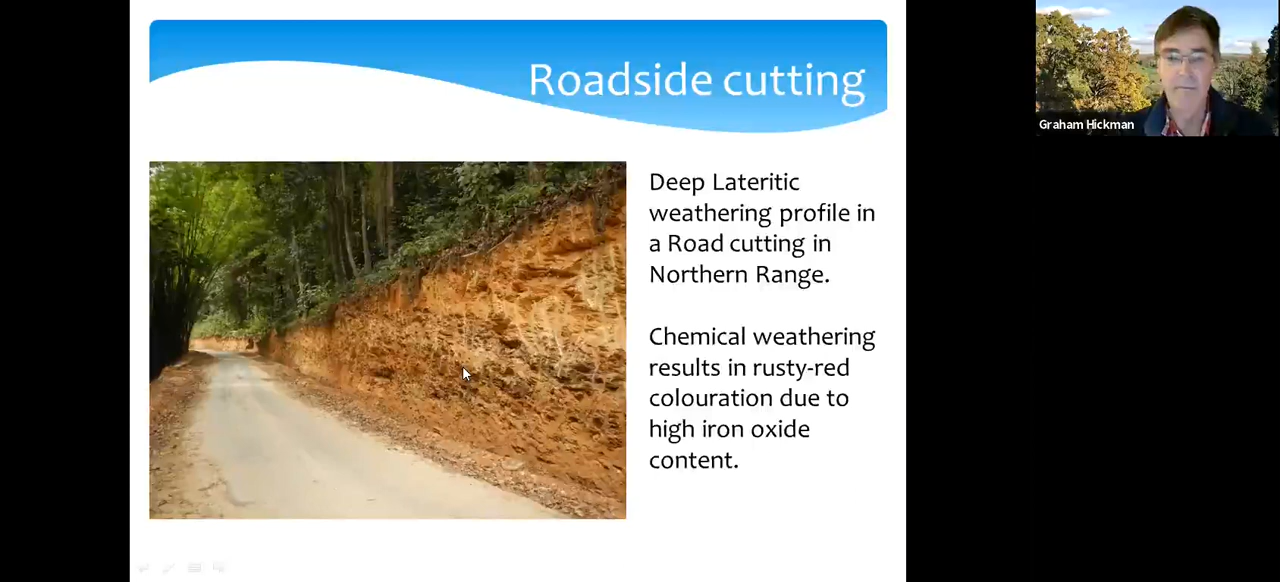 Roadside cutting
Deep Lateritic
weathering profile in
a Road cutting in
Northern Range.
Chemical weathering
results in rusty-red
colouration due to
high iron oxide
content.
Graham Hickman